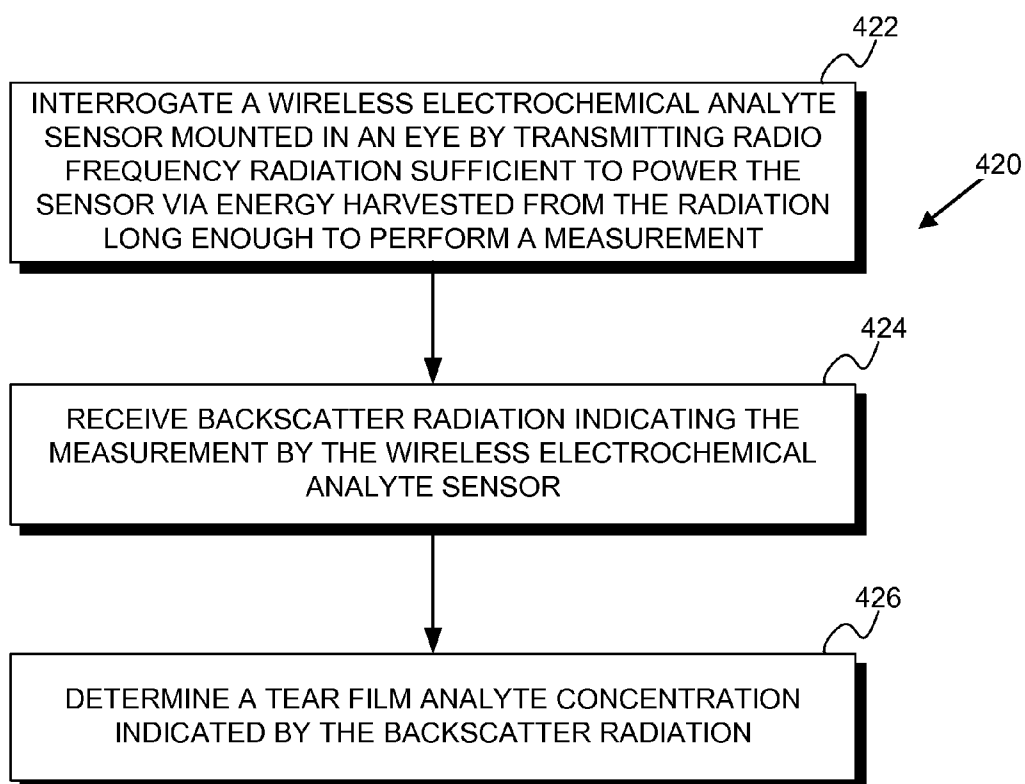 422
INTERROGATE A WIRELESS ELECTROCHEMICAL ANALYTE
SENSOR MOUNTED IN AN EYE BY TRANSMITTING RADIO
FREQUENCY RADIATION SUFFICIENT TO POWER THE
SENSOR VIA ENERGY HARVESTED FROM THE RADIATION
LONG ENOUGH TO PERFORM A MEASUREMENT
420
424
RECEIVE BACKSCATTER RADIATION INDICATING THE
MEASUREMENT BY THE WIRELESS ELECTROCHEMICAL
ANALYTE SENSOR
426
DETERMINE A TEAR FILM ANALYTE CONCENTRATION
INDICATED BY THE BACKSCATTER RADIATION